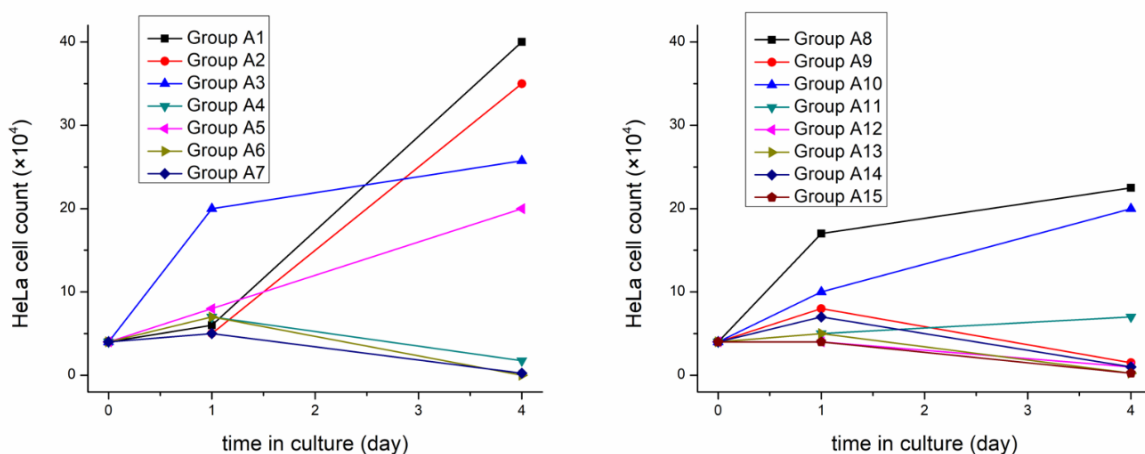 Group A1
Group A2
Group A3
Group A4
Group A5
Group A6
Group A7
40
30
20
10
0
HeLa cell count (×10⁴)
0
1
2
3
4
time in culture (day)
Group A8
Group A9
Group A10
Group A11
Group A12
Group A13
Group A14
Group A15
40
30
20
10
0
HeLa cell count (×10⁴)
0
1
2
3
4
time in culture (day)